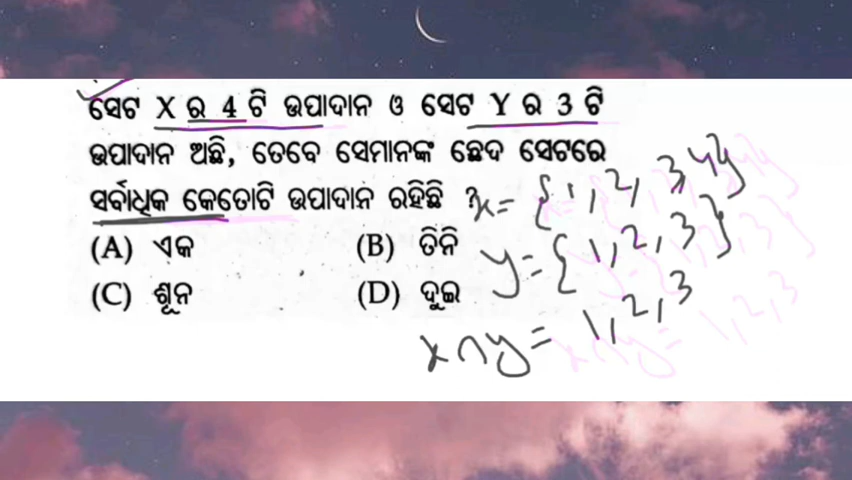 ସେଟ X ର 4 ଟି ଉପାଦାନ ଓ ସେଟ Y ର 3 ଟି
ଉପାଦାନ ଅଛି, ତେବେ ସେମାନଙ୍କ ଛେଦ ସେଟରେ
ସର୍ବାଧିକ କେତୋଟି ଉପାଦାନ ରହିଛି ?
(A) ଏକ (B) ତିନି
(C) ଶୂନ (D) ଦୁଇ
x = {1, 2, 3, 4}
y = {1, 2, 3}
x ∩ y = 1, 2, 3